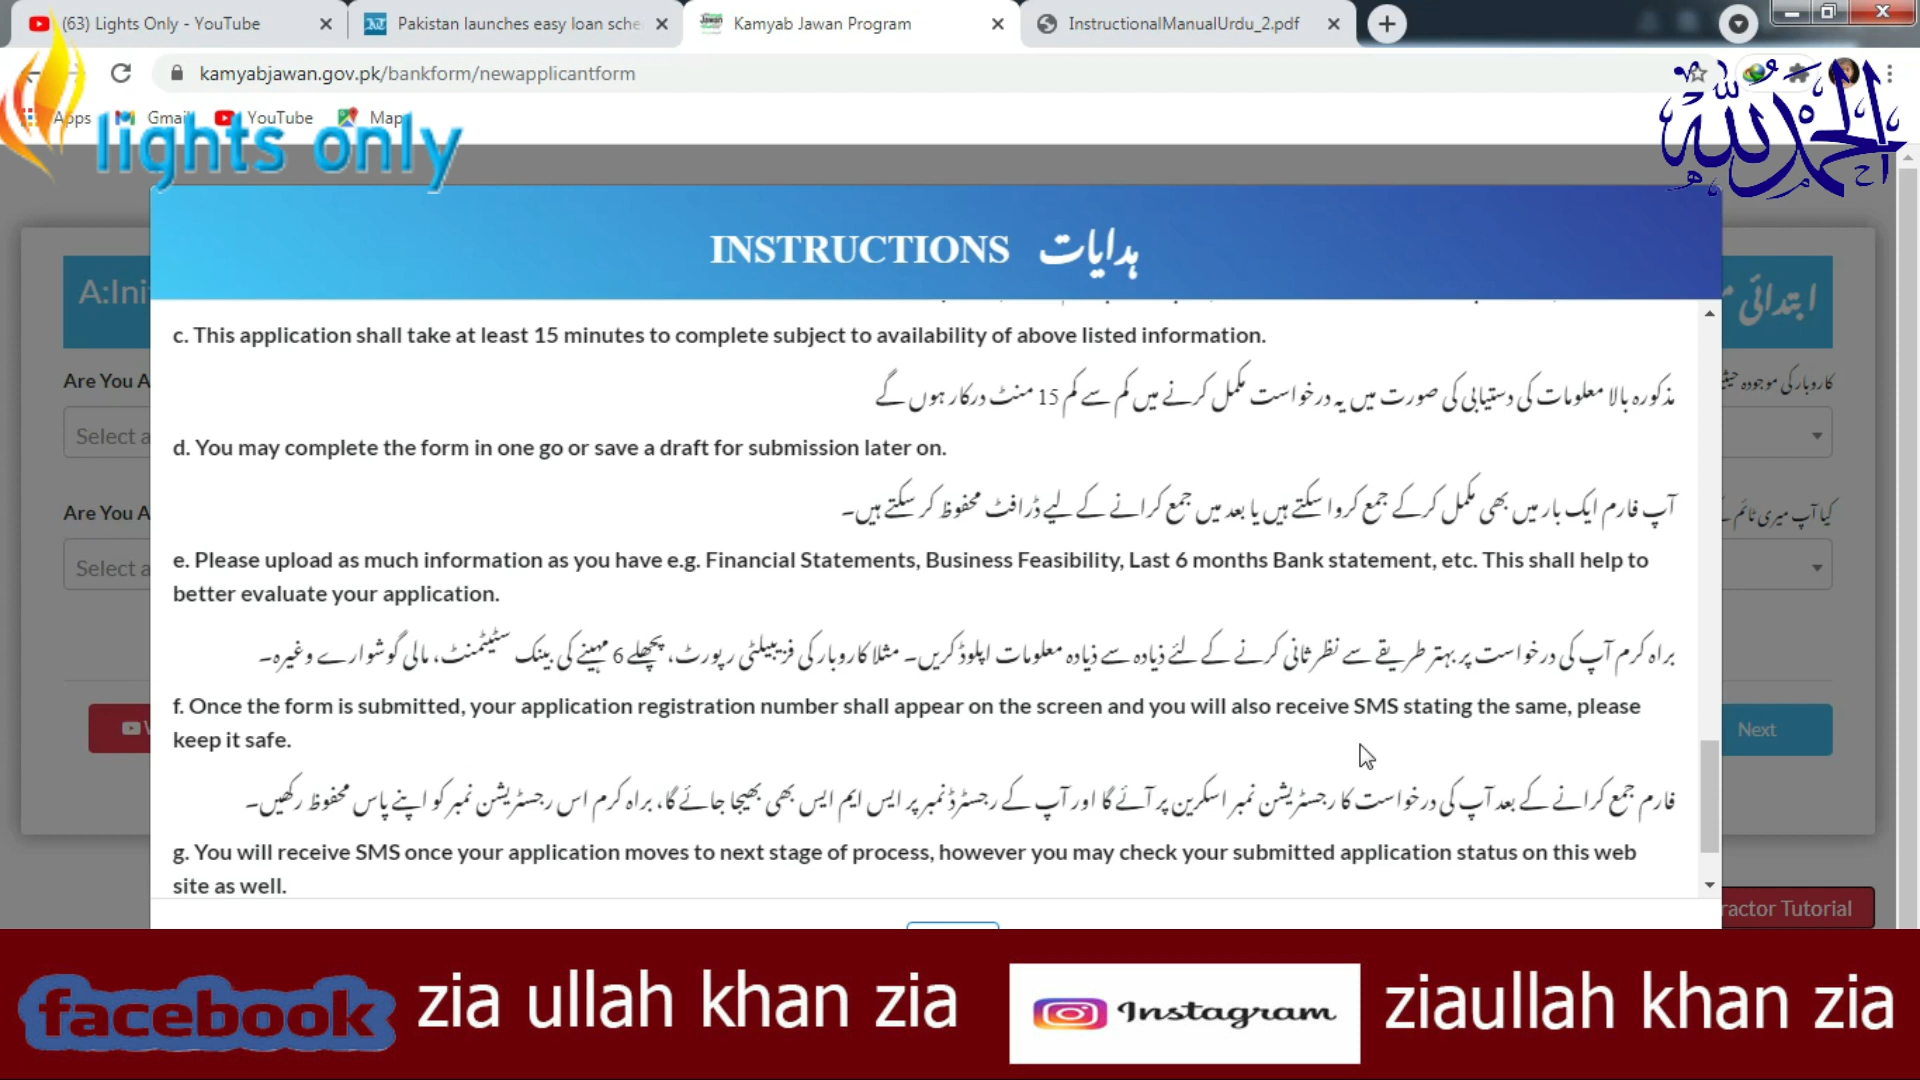 (63) Lights Only - YouTube
Pakistan launches easy loan sche
Kamyab Jawan Program
InstructionalManualUrdu_2.pdf
kamyabjawan.gov.pk/bankform/newapplicantform
Apps Gmail YouTube Maps
lights only
الحمدللہ
INSTRUCTIONS ہدایات
A:Ini
ابتدائی م
c. This application shall take at least 15 minutes to complete subject to availability of above listed information.
Are You A
کاروبار کی موجودہ حیثیت
مذکورہ بالا معلومات کی دستیابی کی صورت میں یہ درخواست مکمل کرنے میں کم سے کم 15 منٹ درکار ہوں گے
Select a
d. You may complete the form in one go or save a draft for submission later on.
Are You A
کیا آپ میری ٹائم کے
آپ فارم ایک بار میں بھی مکمل کر کے جمع کروا سکتے ہیں یا بعد میں جمع کرانے کے لیے ڈرافٹ محفوظ کر سکتے ہیں۔
Select a
e. Please upload as much information as you have e.g. Financial Statements, Business Feasibility, Last 6 months Bank statement, etc. This shall help to
better evaluate your application.
براہ کرم آپ کی درخواست پر بہتر طریقے سے نظر ثانی کرنے کے لئے زیادہ سے زیادہ معلومات اپلوڈ کریں۔ مثلا کاروبار کی فزیبیلٹی رپورٹ، پچھلے 6 مہینے کی بینک سٹیٹمنٹ، مالی گوشوارے وغیرہ۔
f. Once the form is submitted, your application registration number shall appear on the screen and you will also receive SMS stating the same, please
keep it safe.
Next
فارم جمع کرانے کے بعد آپ کی درخواست کا رجسٹریشن نمبر اسکرین پر آئے گا اور آپ کے رجسٹرڈ نمبر پر ایس ایم ایس بھی بھیجا جائے گا، براہ کرم اس رجسٹریشن نمبر کو اپنے پاس محفوظ رکھیں۔
g. You will receive SMS once your application moves to next stage of process, however you may check your submitted application status on this web
site as well.
ractor Tutorial
facebook zia ullah khan zia Instagram ziaullah khan zia